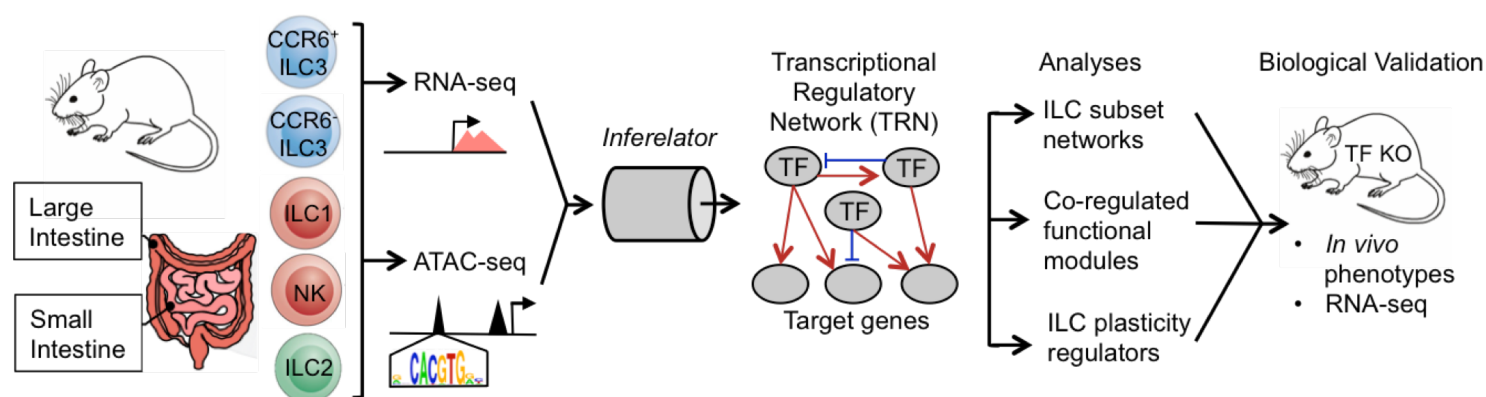 Large
Intestine
Small
Intestine
CCR6+
ILC3
CCR6-
ILC3
ILC1
NK
ILC2
RNA-seq
ATAC-seq
CACGTG
Inferelator
Transcriptional
Regulatory
Network (TRN)
TF
TF
TF
Target genes
Analyses
ILC subset
networks
Co-regulated
functional
modules
ILC plasticity
regulators
Biological Validation
TF KO
• In vivo
phenotypes
• RNA-seq